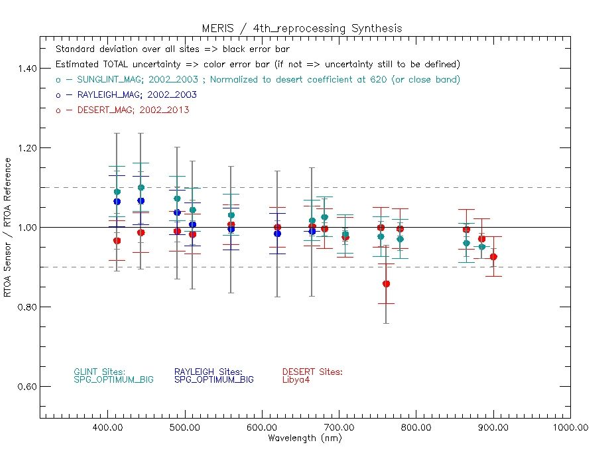 MERIS / 4th_reprocessing Synthesis
Standard deviation over all sites => black error bar
Estimated TOTAL uncertainty => color error bar (if not => uncertainty still to be defined)
o — SUNGLINT_MAG; 2002_2003 ; Normalized to desert coefficient at 620 (or close band)
o — RAYLEIGH_MAG; 2002_2003
o — DESERT_MAG; 2002_2013
RTOA Sensor / RTOA Reference
1.40
1.20
1.00
0.80
0.60
GLINT Sites: RAYLEIGH Sites: DESERT Sites:
SPG_OPTIMUM_BIG SPG_OPTIMUM_BIG Libya4
400.00 500.00 600.00 700.00 800.00 900.00 1000.00
Wavelength (nm)